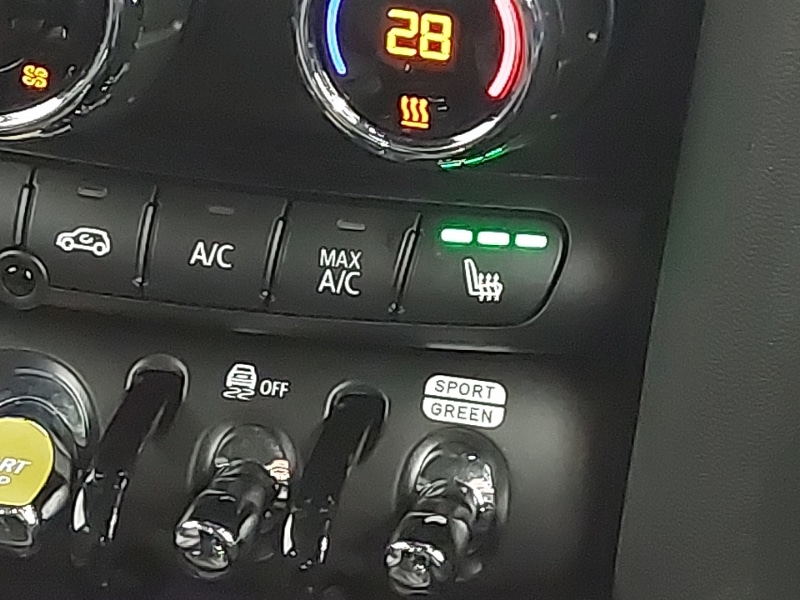 28
A/C
MAX
A/C
OFF
SPORT
GREEN